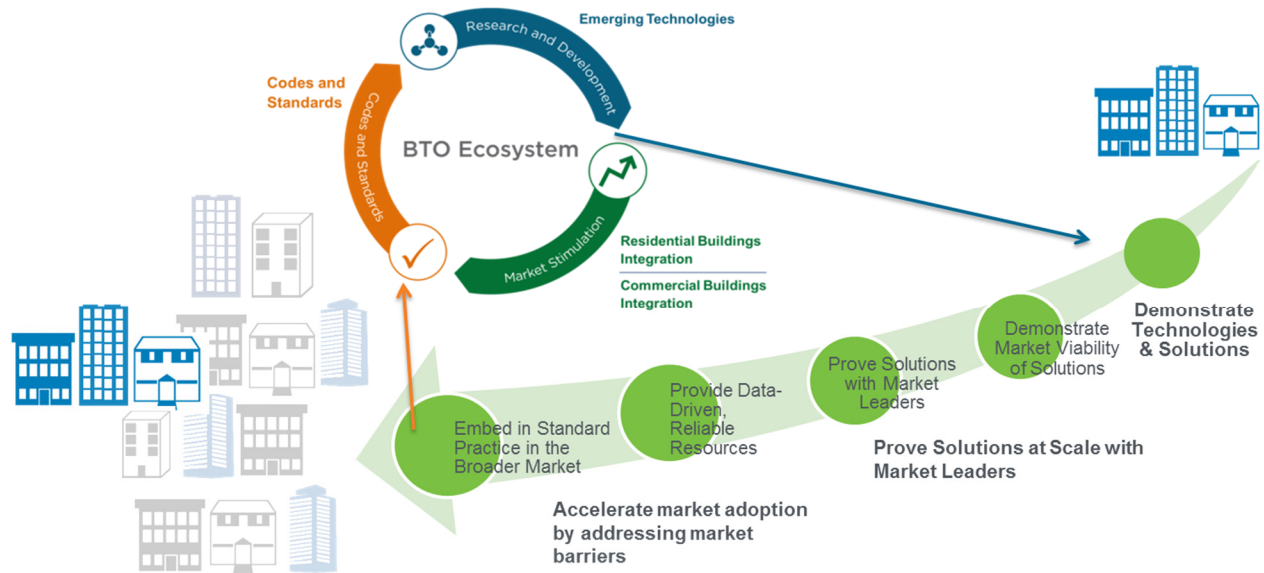 Emerging Technologies
Research and Development
Codes and
Standards
Codes and Standards
BTO Ecosystem
Market Stimulation
Residential Buildings
Integration
Commercial Buildings
Integration
Demonstrate
Technologies
& Solutions
Demonstrate
Market Viability
of Solutions
Prove Solutions
with Market
Leaders
Provide Data-
Driven,
Reliable
Resources
Embed in Standard
Practice in the
Broader Market
Prove Solutions at Scale with
Market Leaders
Accelerate market adoption
by addressing market
barriers